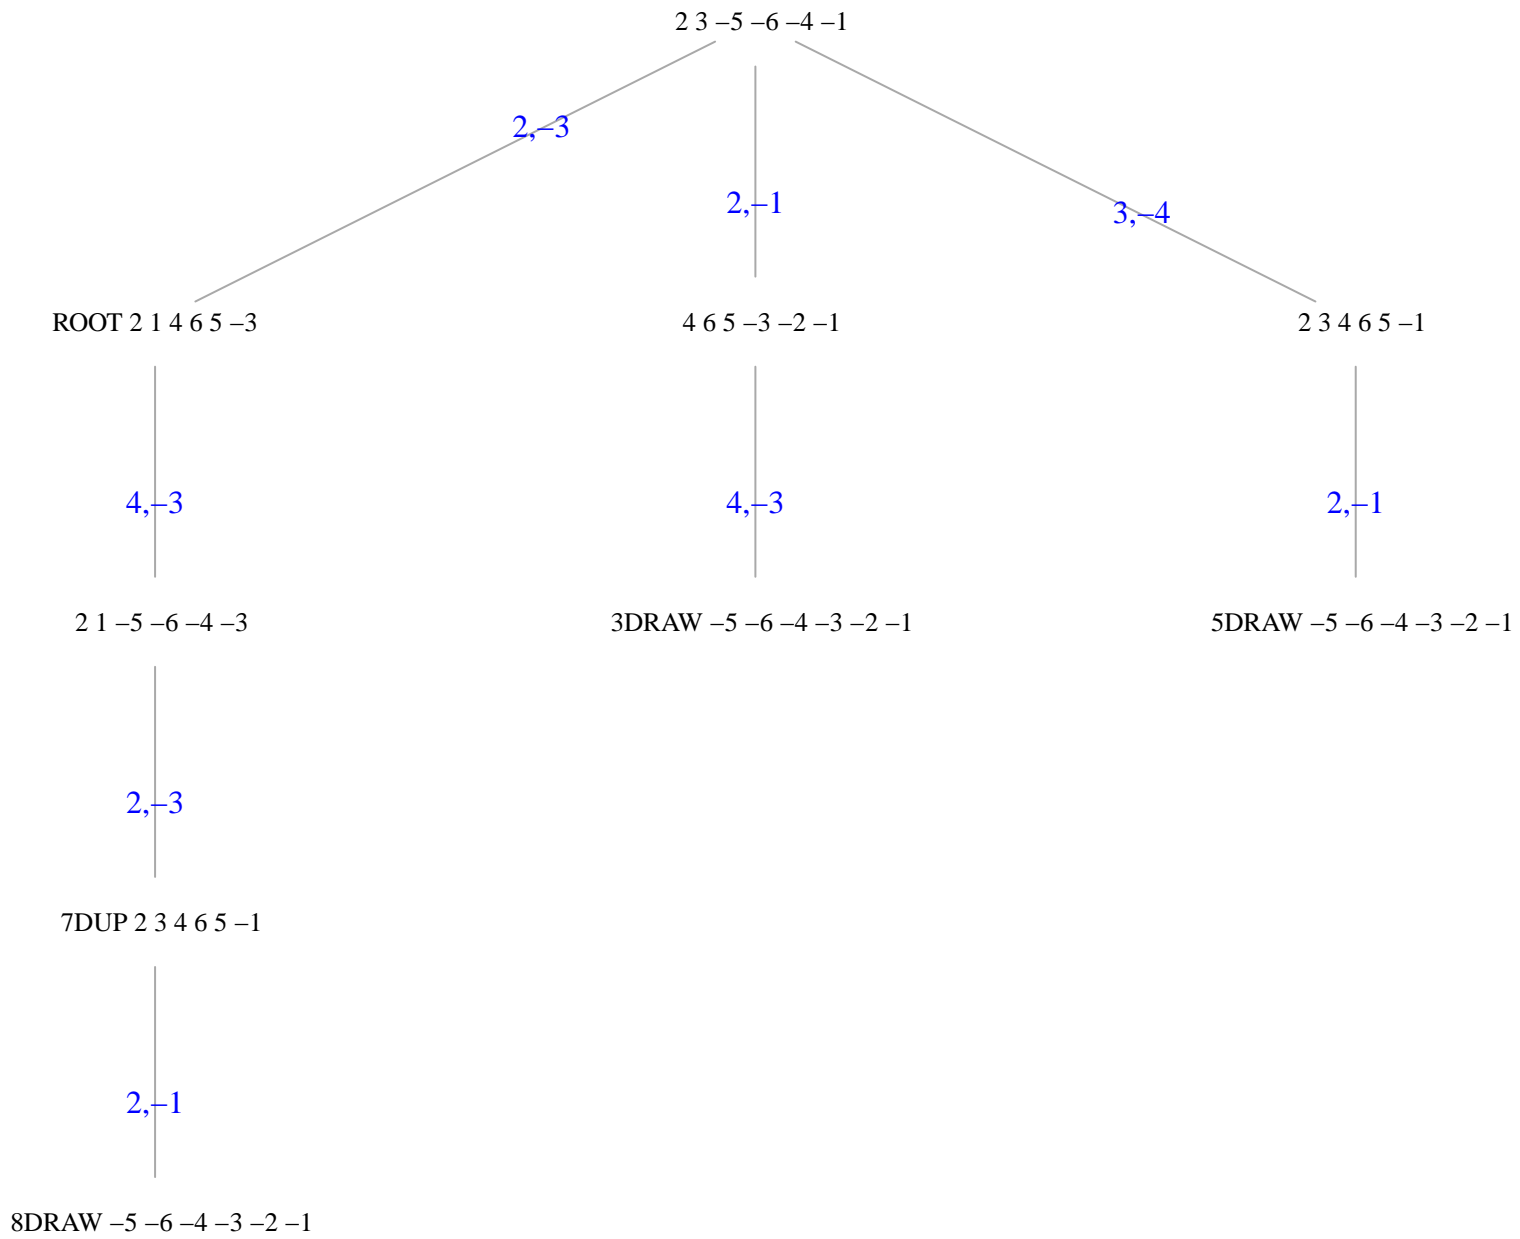 2 3 –5 –6 –4 –1
2,–3
2,–1
3,–4
ROOT 2 1 4 6 5 –3
4 6 5 –3 –2 –1
2 3 4 6 5 –1
4,–3
4,–3
2,–1
2 1 –5 –6 –4 –3
3DRAW –5 –6 –4 –3 –2 –1
5DRAW –5 –6 –4 –3 –2 –1
2,–3
7DUP 2 3 4 6 5 –1
2,–1
8DRAW –5 –6 –4 –3 –2 –1